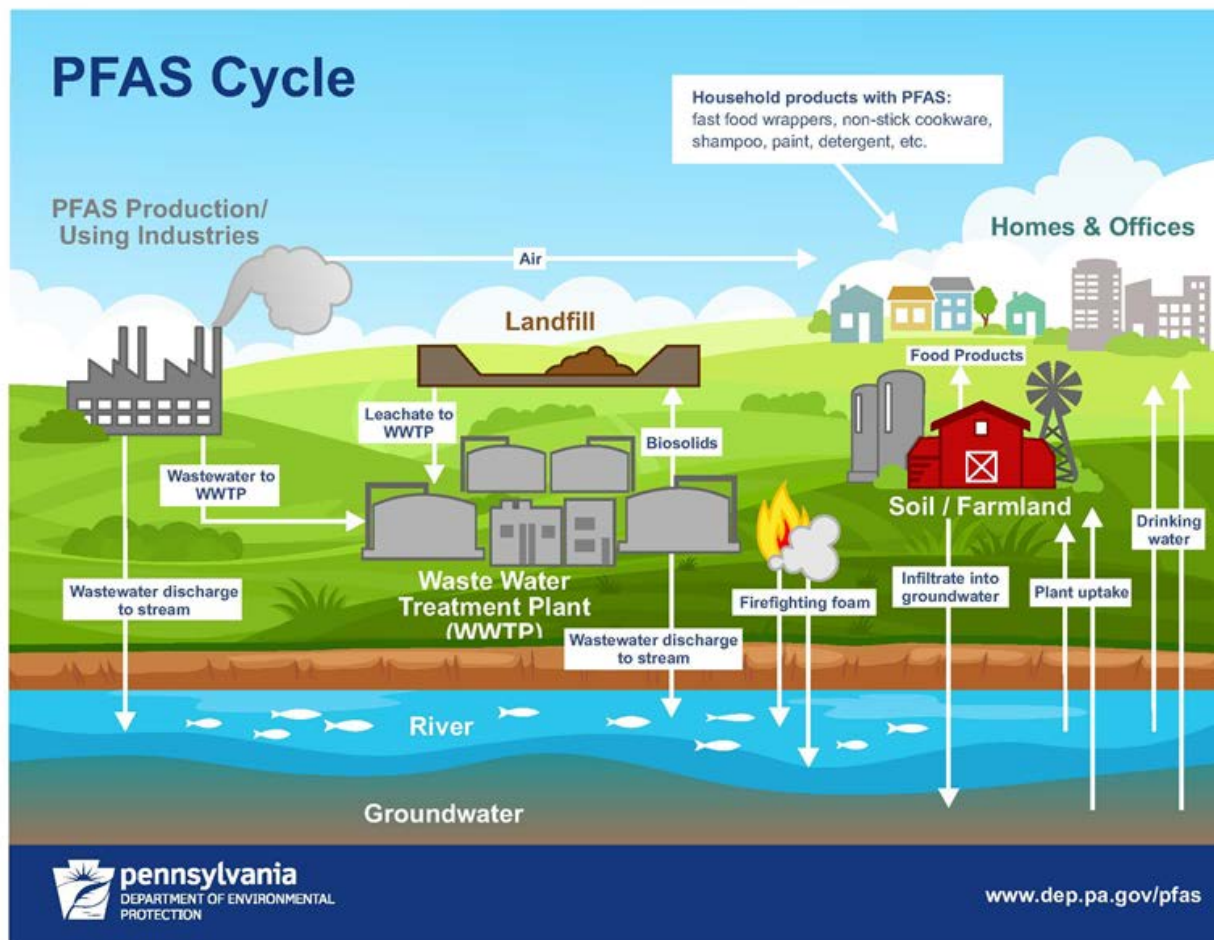 PFAS Cycle
Household products with PFAS:
fast food wrappers, non-stick cookware,
shampoo, paint, detergent, etc.
PFAS Production/
Using Industries
Homes & Offices
Air
Landfill
Food Products
Leachate to
WWTP
Biosolids
Wastewater to
WWTP
Soil / Farmland
Drinking
water
Waste Water
Treatment Plant
(WWTP)
Wastewater discharge
to stream
Firefighting foam
Infiltrate into
groundwater
Plant uptake
Wastewater discharge
to stream
River
Groundwater
pennsylvania
DEPARTMENT OF ENVIRONMENTAL
PROTECTION
www.dep.pa.gov/pfas